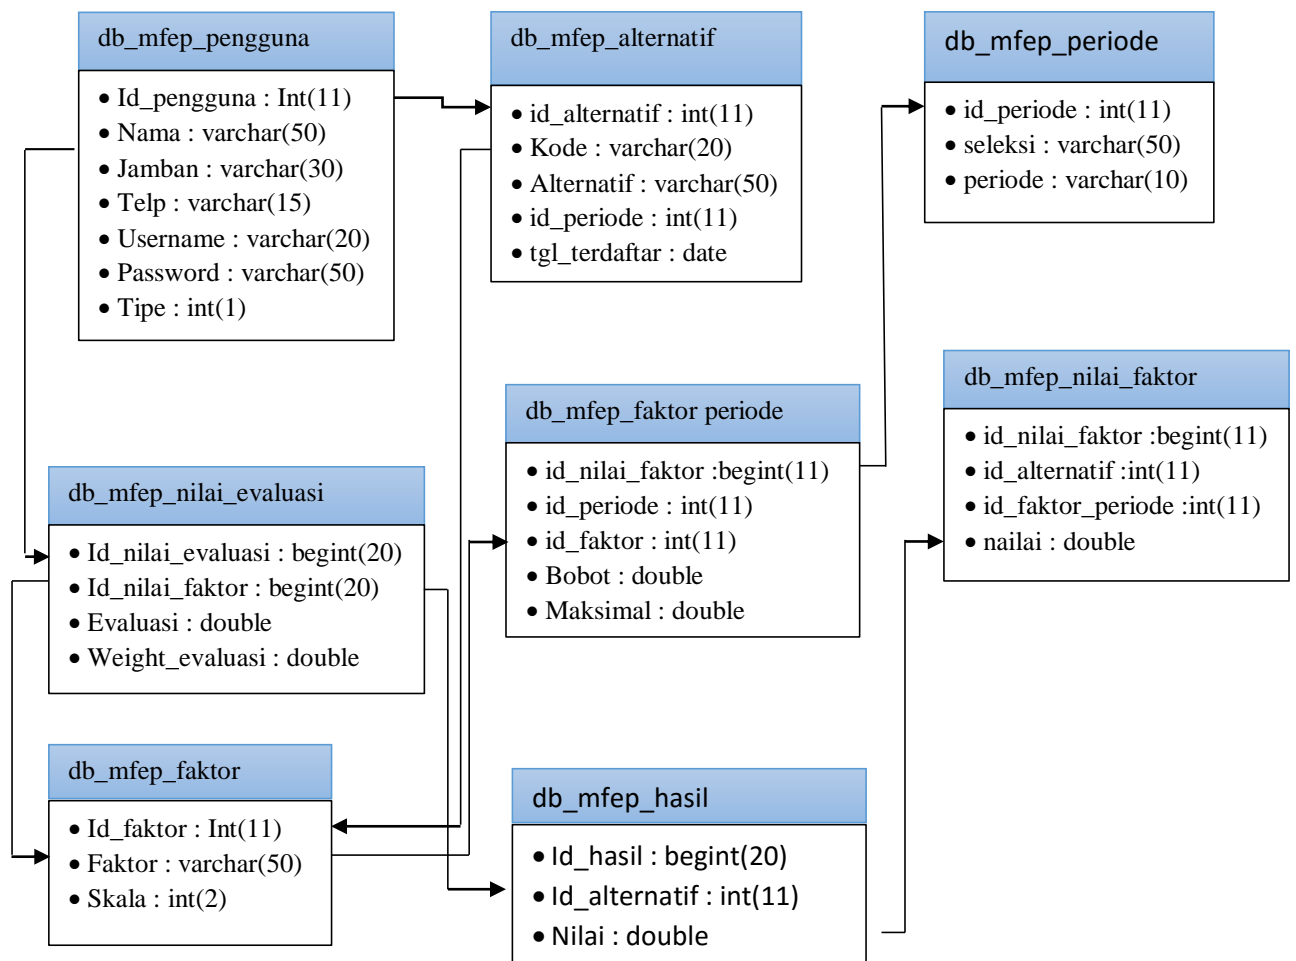 db_mfep_pengguna
• Id_pengguna : Int(11)
• Nama : varchar(50)
• Jamban : varchar(30)
• Telp : varchar(15)
• Username : varchar(20)
• Password : varchar(50)
• Tipe : int(1)
db_mfep_alternatif
• id_alternatif : int(11)
• Kode : varchar(20)
• Alternatif : varchar(50)
• id_periode : int(11)
• tgl_terdaftar : date
db_mfep_periode
• id_periode : int(11)
• seleksi : varchar(50)
• periode : varchar(10)
db_mfep_nilai_evaluasi
• Id_nilai_evaluasi : begint(20)
• Id_nilai_faktor : begint(20)
• Evaluasi : double
• Weight_evaluasi : double
db_mfep_faktor periode
• id_nilai_faktor :begint(11)
• id_periode : int(11)
• id_faktor : int(11)
• Bobot : double
• Maksimal : double
db_mfep_nilai_faktor
• id_nilai_faktor :begint(11)
• id_alternatif :int(11)
• id_faktor_periode :int(11)
• nailai : double
db_mfep_faktor
• Id_faktor : Int(11)
• Faktor : varchar(50)
• Skala : int(2)
db_mfep_hasil
• Id_hasil : begint(20)
• Id_alternatif : int(11)
• Nilai : double